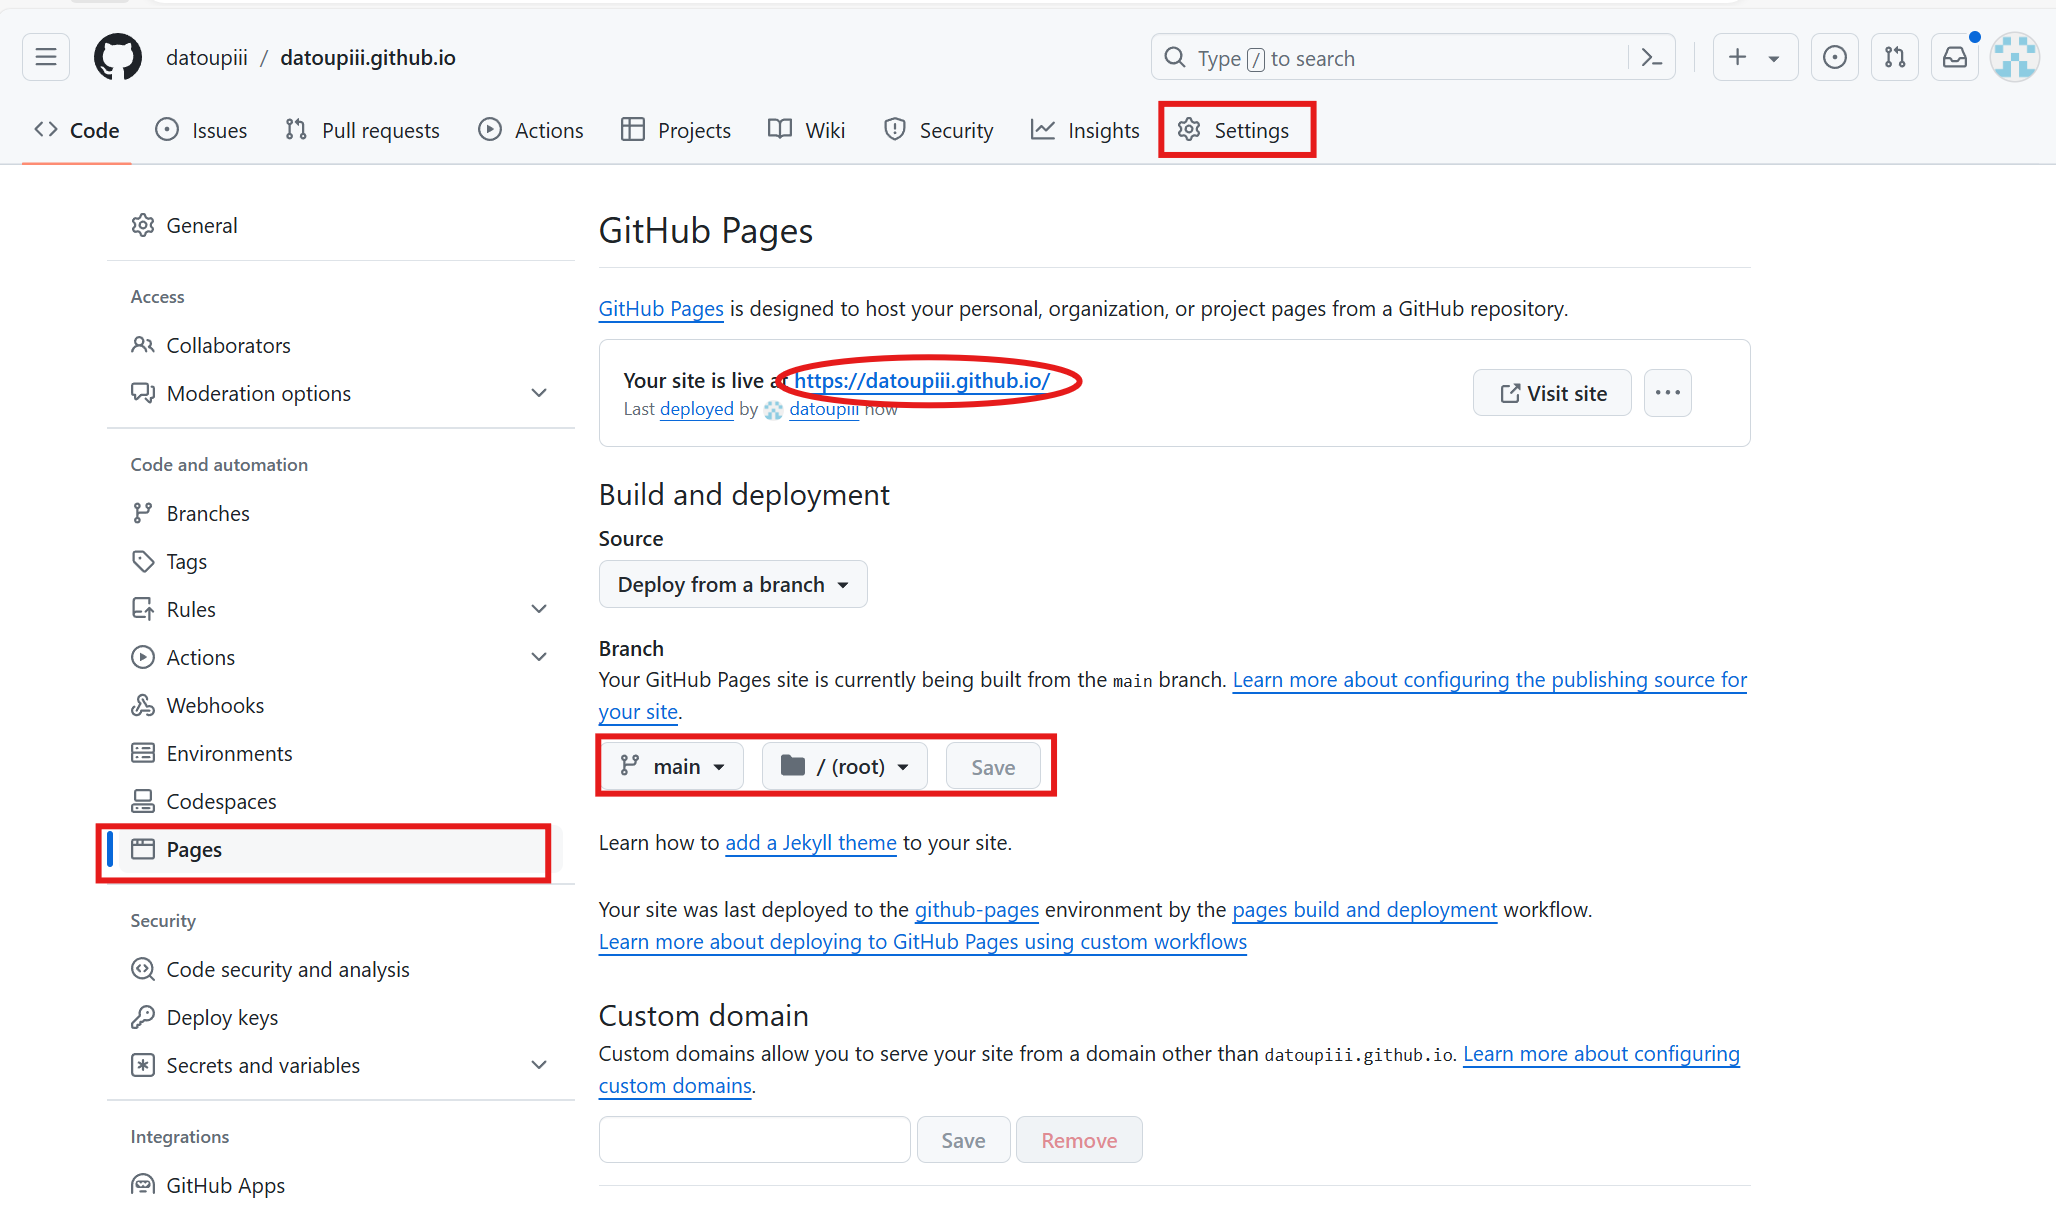 datoupiii / datoupiii.github.io
Type / to search
Code Issues Pull requests Actions Projects Wiki Security Insights Settings
General
Access
Collaborators
Moderation options
Code and automation
Branches
Tags
Rules
Actions
Webhooks
Environments
Codespaces
Pages
Security
Code security and analysis
Deploy keys
Secrets and variables
Integrations
GitHub Apps
GitHub Pages
GitHub Pages is designed to host your personal, organization, or project pages from a GitHub repository.
Your site is live at https://datoupiii.github.io/
Last deployed by datoupiii now
Visit site
Build and deployment
Source
Deploy from a branch
Branch
Your GitHub Pages site is currently being built from the main branch. Learn more about configuring the publishing source for
your site.
main / (root) Save
Learn how to add a Jekyll theme to your site.
Your site was last deployed to the github-pages environment by the pages build and deployment workflow.
Learn more about deploying to GitHub Pages using custom workflows
Custom domain
Custom domains allow you to serve your site from a domain other than datoupiii.github.io. Learn more about configuring
custom domains.
Save Remove